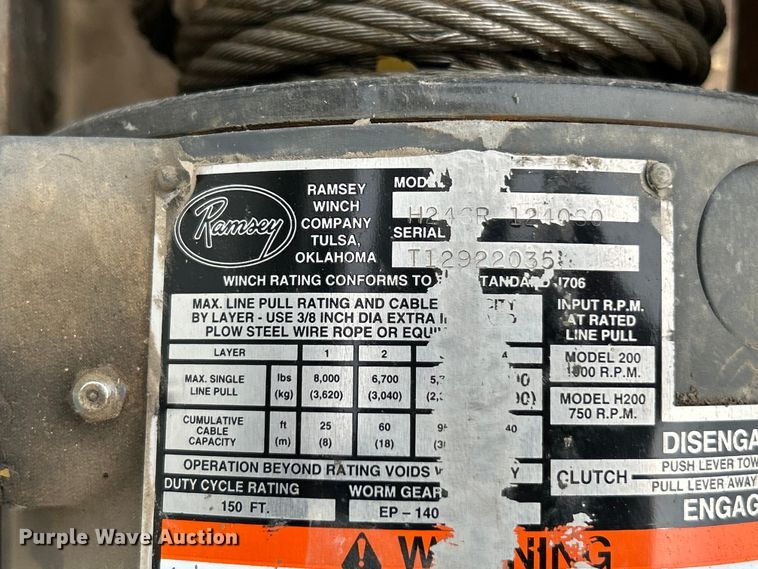 Ramsey
RAMSEY
WINCH
COMPANY
TULSA,
OKLAHOMA
MODEL
SERIAL
T12922035
WINCH RATING CONFORMS TO STANDARD J706
MAX. LINE PULL RATING AND CABLE
BY LAYER - USE 3/8 INCH DIA EXTRA
PLOW STEEL WIRE ROPE OR
INPUT R.P.M.
AT RATED
LINE PULL
LAYER 1 2
MAX. SINGLE
LINE PULL
lbs 8,000 6,700
(kg) (3,620) (3,040)
MODEL 200
R.P.M.
MODEL H200
750 R.P.M.
CUMULATIVE
CABLE
CAPACITY
ft 25 60
(m) (8) (18)
OPERATION BEYOND RATING VOIDS
DUTY CYCLE RATING
150 FT.
WORM GEAR
EP - 140
DISENGA
CLUTCH
PUSH LEVER TOW
PULL LEVER AWAY
ENGAG
Purple Wave Auction